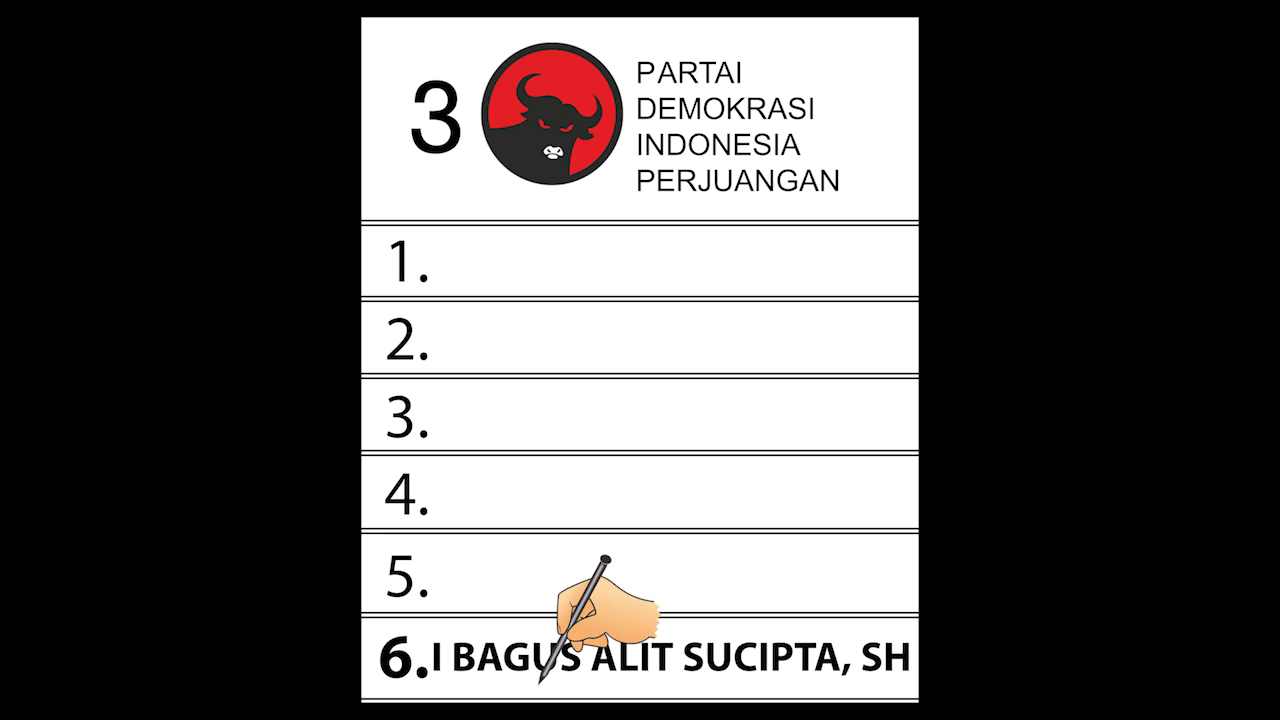 3
PARTAI
DEMOKRASI
INDONESIA
PERJUANGAN
1.
2.
3.
4.
5.
6. I BAGUS ALIT SUCIPTA, SH